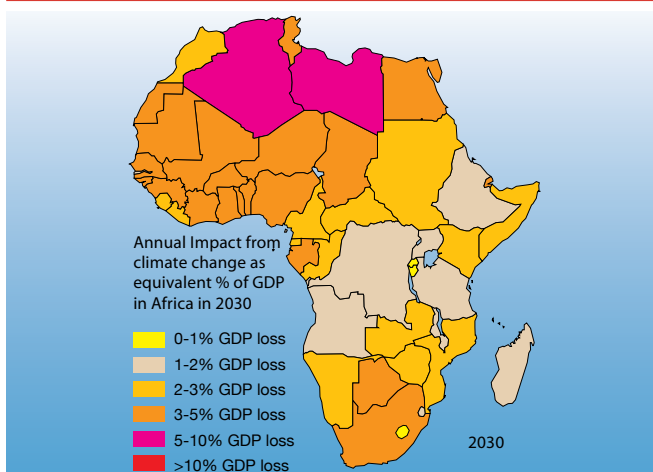 Annual Impact from
climate change as
equivalent % of GDP
in Africa in 2030
0-1% GDP loss
1-2% GDP loss
2-3% GDP loss
3-5% GDP loss
5-10% GDP loss
>10% GDP loss
2030